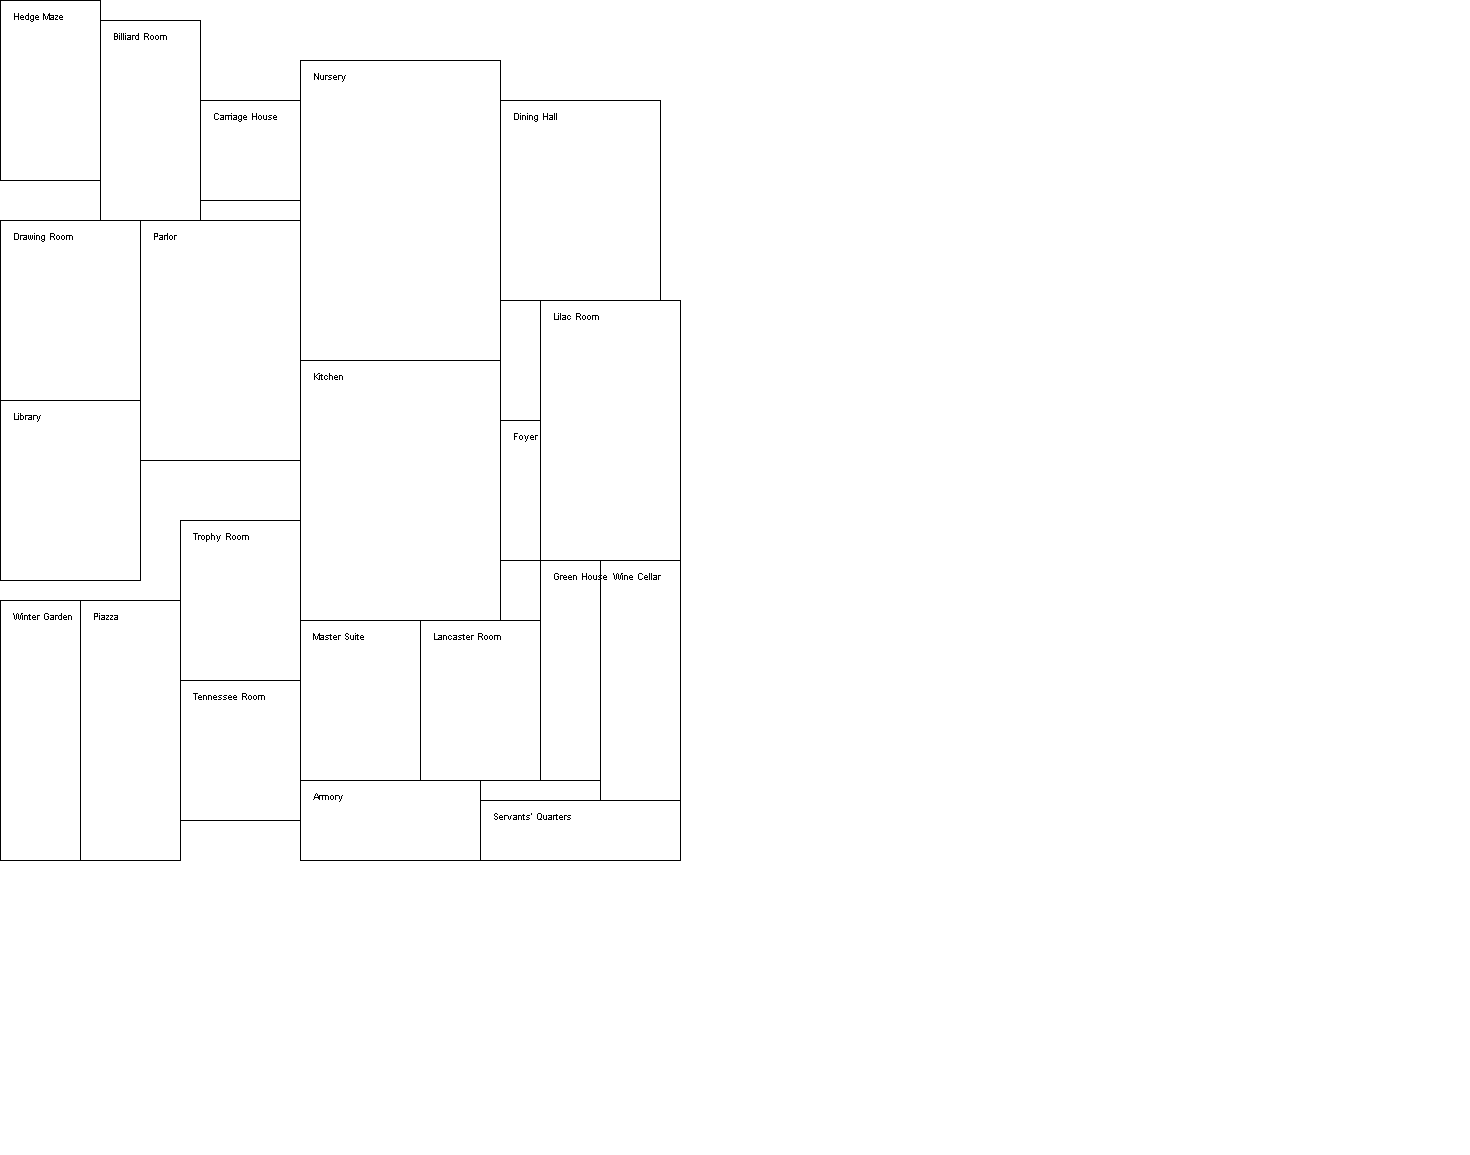 Hedge Maze
Billiard Room
Nursery
Carriage House
Dining Hall
Drawing Room
Parlor
Lilac Room
Kitchen
Library
Foyer
Trophy Room
Green House
Wine Cellar
Winter Garden
Piazza
Master Suite
Lancaster Room
Tennessee Room
Armory
Servants' Quarters